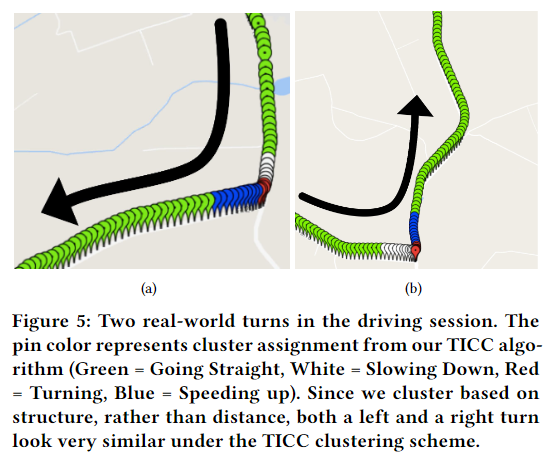 (a)
(b)
Figure 5: Two real-world turns in the driving session. The
pin color represents cluster assignment from our TICC algo-
rithm (Green = Going Straight, White = Slowing Down, Red
= Turning, Blue = Speeding up). Since we cluster based on
structure, rather than distance, both a left and a right turn
look very similar under the TICC clustering scheme.